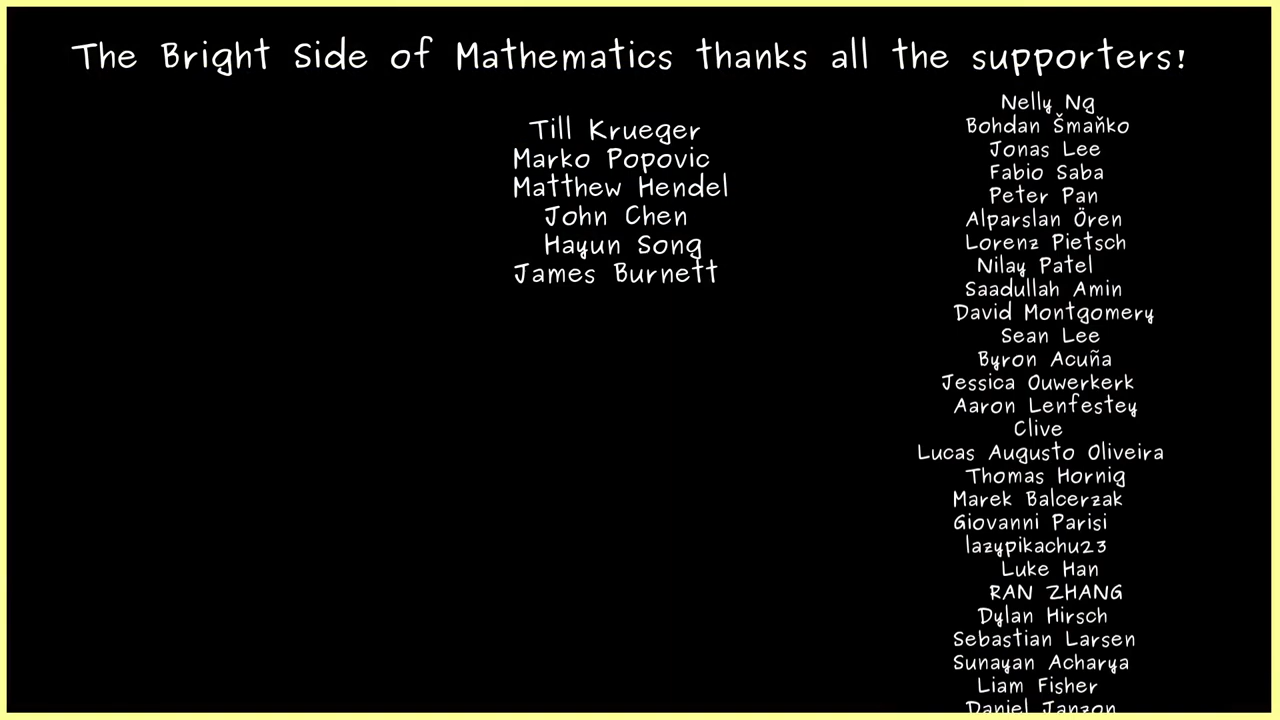 The Bright Side of Mathematics thanks all the supporters!
Till Krueger
Marko Popovic
Matthew Hendel
John Chen
Hayun Song
James Burnett
Nelly Ng
Bohdan Šmaňko
Jonas Lee
Fabio Saba
Peter Pan
Alparslan Ören
Lorenz Pietsch
Nilay Patel
Saadullah Amin
David Montgomery
Sean Lee
Byron Acuña
Jessica Ouwerkerk
Aaron Lenfestey
Clive
Lucas Augusto Oliveira
Thomas Hornig
Marek Balcerzak
Giovanni Parisi
lazypikachu23
Luke Han
RAN ZHANG
Dylan Hirsch
Sebastian Larsen
Sunayan Acharya
Liam Fisher
Daniel Janzon